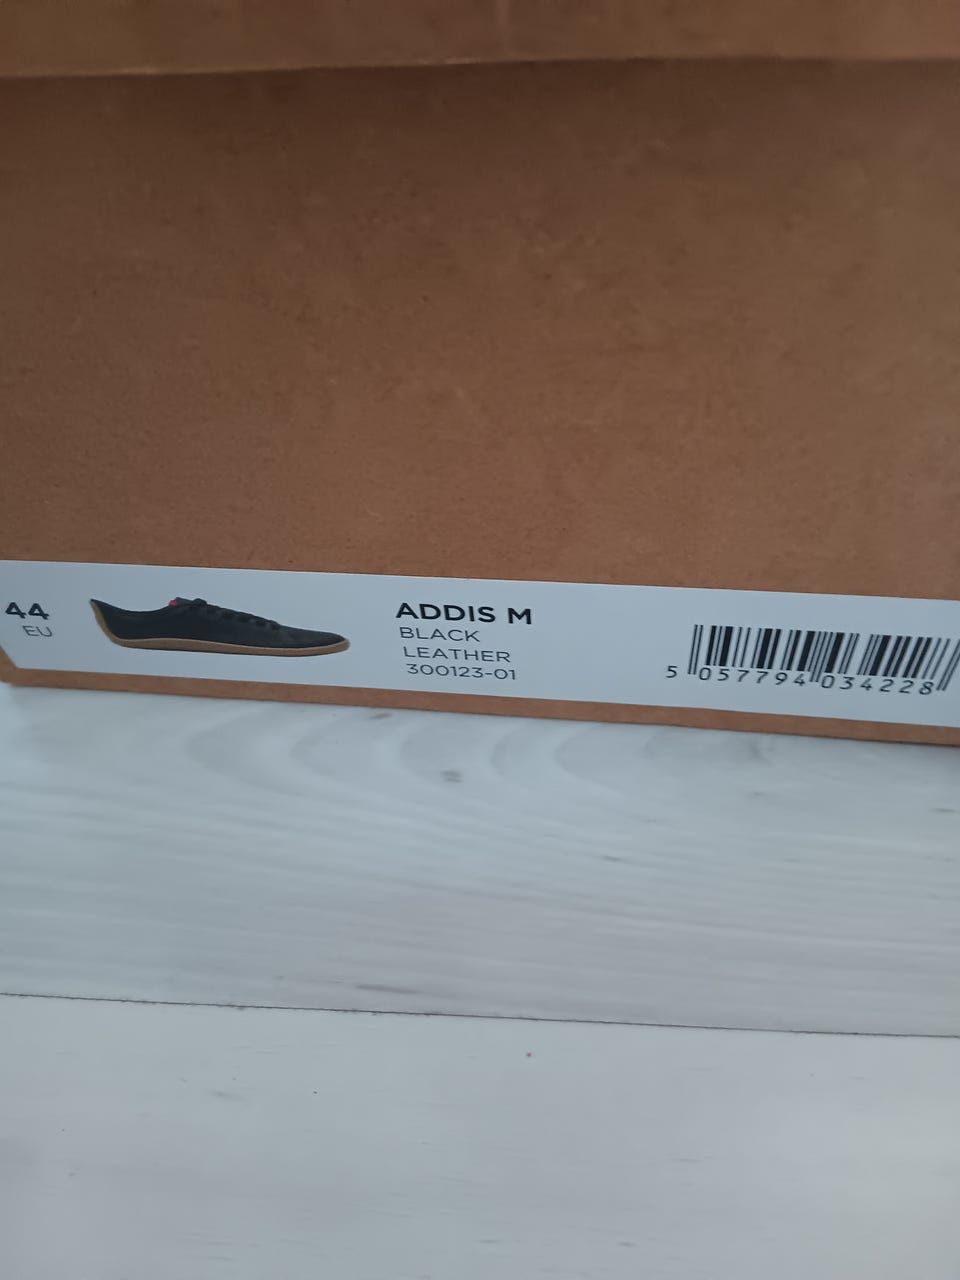 44
EU
ADDIS M
BLACK
LEATHER
300123-01
5 057794 034228